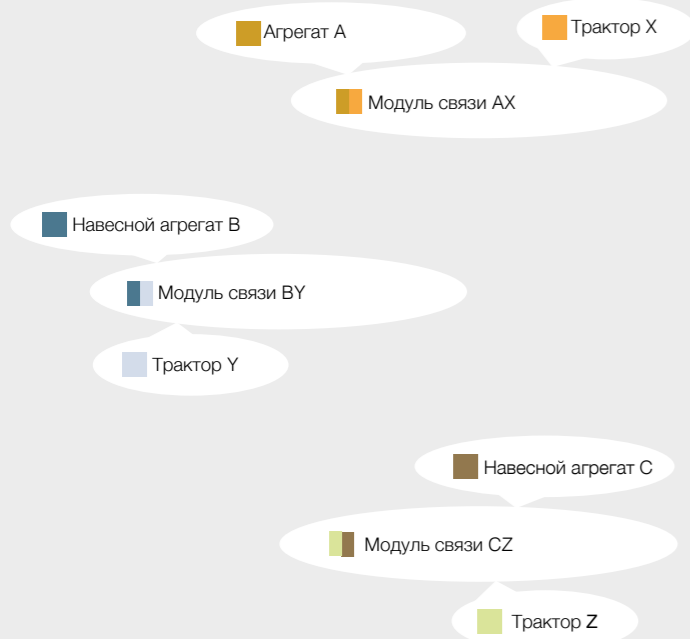 Агрегат A
Трактор X
Модуль связи AX
Навесной агрегат B
Модуль связи BY
Трактор Y
Навесной агрегат C
Модуль связи CZ
Трактор Z